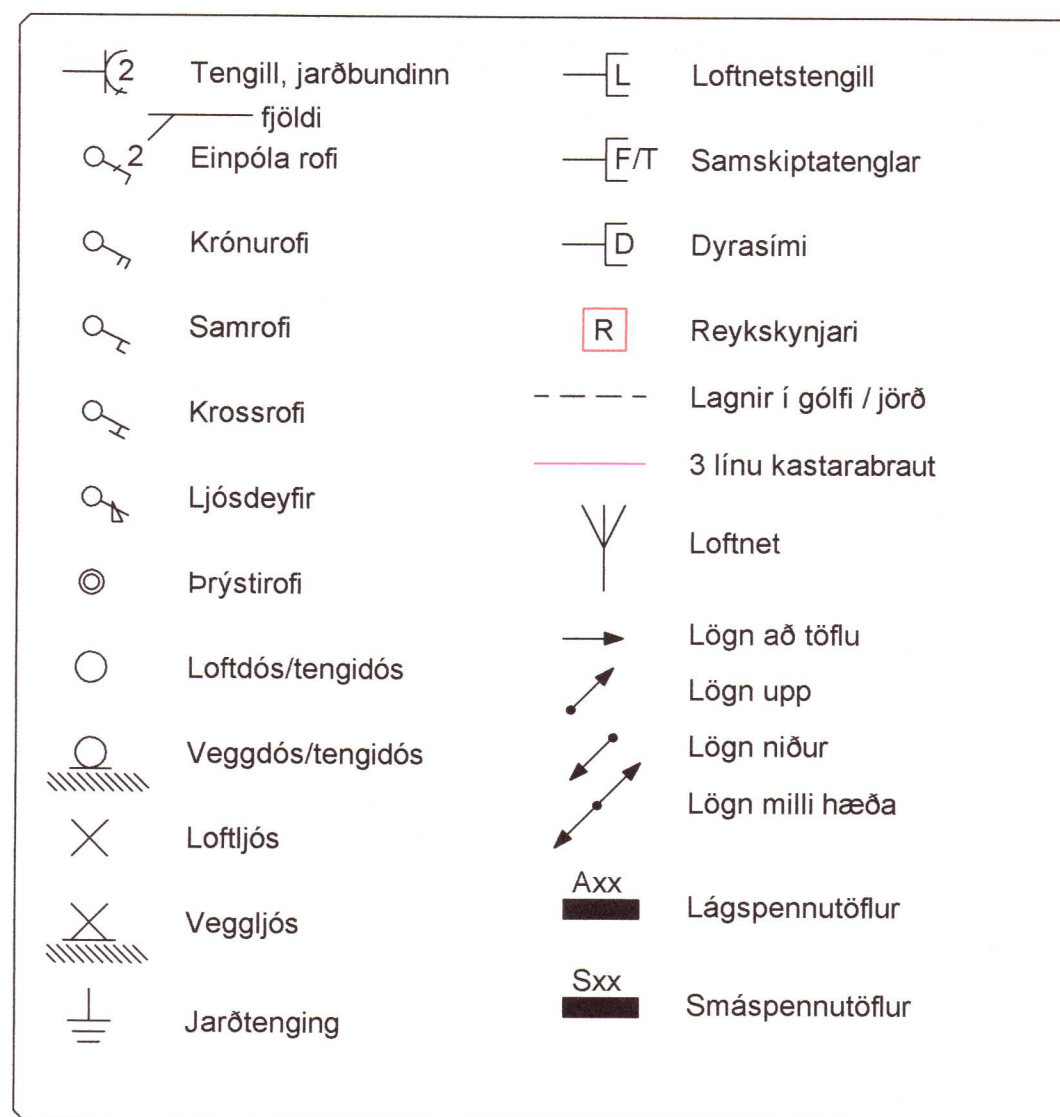 2 Tengill, jarðbundinn
fjöldi
2 Einpóla rofi
Krónurofi
Samrofi
Krossrofi
Ljósdeyfir
Þrýstirofi
Loftdós/tengidós
Veggdós/tengidós
Loftljós
Veggljós
Jarðtenging
L Loftnetstengill
F/T Samskiptatenglar
D Dyrasími
R Reykskynjari
Lagnir í gólfi / jörð
3 línu kastarabraut
Loftnet
Lögn að töflu
Lögn upp
Lögn niður
Lögn milli hæða
Axx
Lágspennutöflur
Sxx
Smáspennutöflur